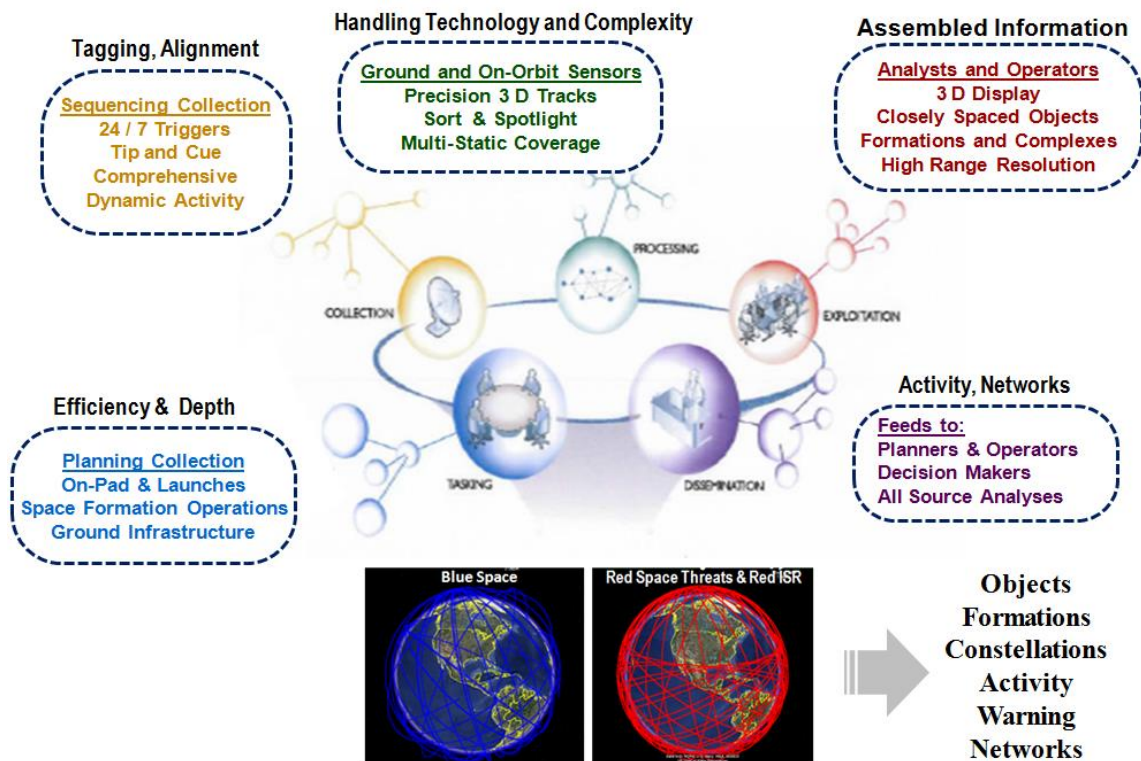 Handling Technology and Complexity
Tagging, Alignment
Assembled Information
Sequencing Collection
24 / 7 Triggers
Tip and Cue
Comprehensive
Dynamic Activity
Ground and On-Orbit Sensors
Precision 3 D Tracks
Sort & Spotlight
Multi-Static Coverage
Analysts and Operators
3 D Display
Closely Spaced Objects
Formations and Complexes
High Range Resolution
PROCESSING
COLLECTION
EXPLOITATION
Efficiency & Depth
Activity, Networks
Planning Collection
On-Pad & Launches
Space Formation Operations
Ground Infrastructure
TASKING
DISSEMINATION
Feeds to:
Planners & Operators
Decision Makers
All Source Analyses
Blue Space
Red Space Threats & Red ISR
Objects
Formations
Constellations
Activity
Warning
Networks